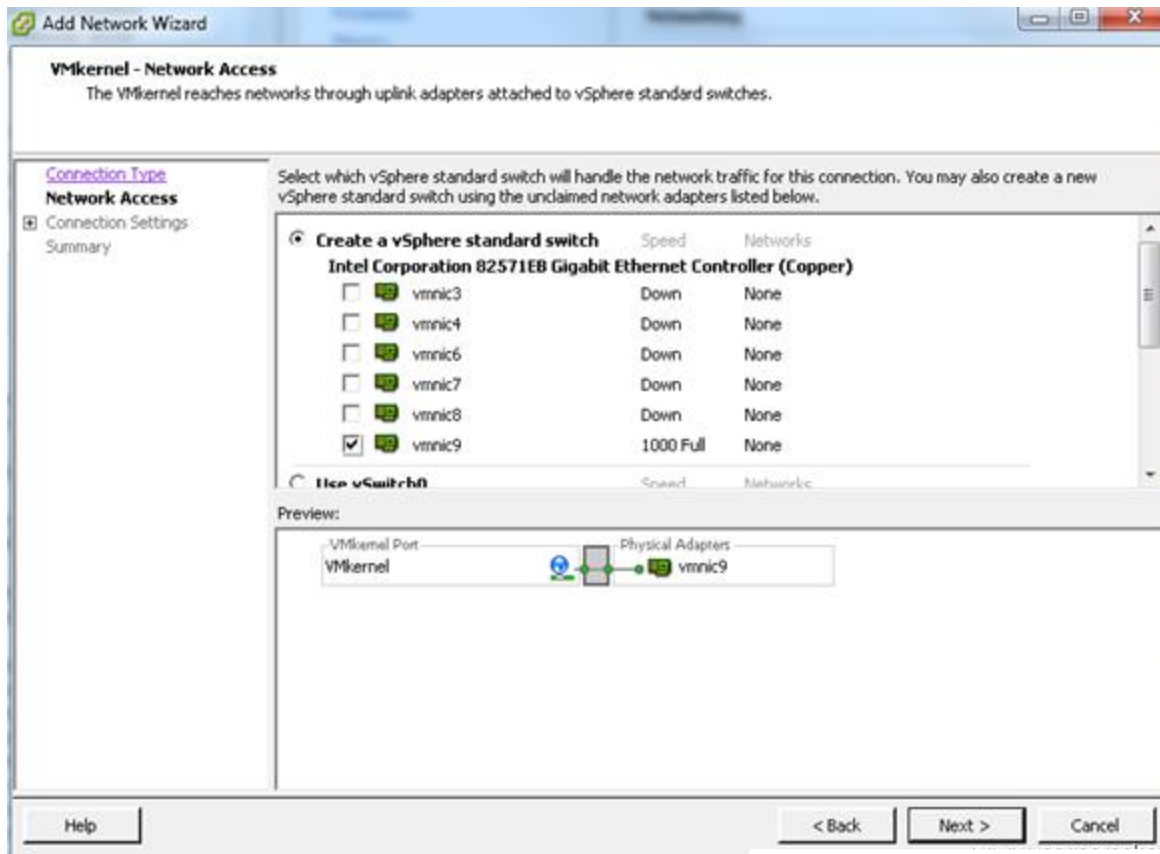 Add Network Wizard
VMkernel - Network Access
The VMkernel reaches networks through uplink adapters attached to vSphere standard switches.
Connection Type
Network Access
Connection Settings
Summary
Select which vSphere standard switch will handle the network traffic for this connection. You may also create a new
vSphere standard switch using the unclaimed network adapters listed below.
Create a vSphere standard switch Speed Networks
Intel Corporation 82571EB Gigabit Ethernet Controller (Copper)
vmnic3 Down None
vmnic4 Down None
vmnic6 Down None
vmnic7 Down None
vmnic8 Down None
vmnic9 1000 Full None
Use vSwitch0 Speed Networks
Preview:
VMkernel Port Physical Adapters
VMkernel vmnic9
Help < Back Next > Cancel